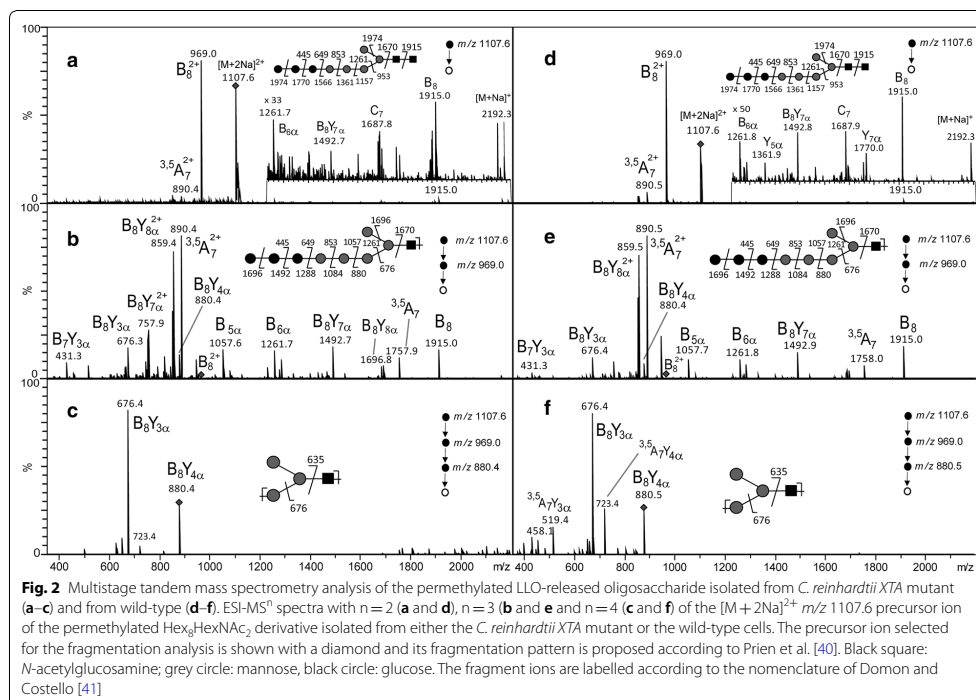 100
%
0
a
969.0
B8 2+
[M+2Na]2+
1107.6
3,5A7 2+
890.4
1974
445 649 853
1261
1670 1915
1974 1770 1566 1361 1157
953
m/z 1107.6
x 33
1261.7
B6α
B8Y7α
1492.7
C7
1687.8
B8
1915.0
[M+Na]+
2192.3
1915.0
d
969.0
B8 2+
[M+2Na]2+
1107.6
3,5A7 2+
890.5
1974
445 649 853
1261
1670 1915
1974 1770 1566 1361 1157
953
m/z 1107.6
x 50
B6α
1261.8
Y5α
1361.9
B8Y7α
1492.8
C7
1687.9
Y7α
1770.0
B8
1915.0
[M+Na]+
2192.3
1915.0
100
%
0
b
B8Y8α 2+
859.4
890.4
3,5A7 2+
B8Y7α 2+
757.9
B8Y4α
880.4
B7Y3α
431.3
B8Y3α
676.3
B8 2+
B5α
1057.6
B6α
1261.7
B8Y7α
1492.7
B8Y8α
1696.8
3,5A7
1757.9
B8
1915.0
1696
445 649 853 1057
1261
1670
1696 1492 1288 1084 880
676
m/z 1107.6
m/z 969.0
e
890.5
3,5A7 2+
859.5
B8Y8α 2+
B8Y4α
880.4
B7Y3α
431.3
B8Y3α
676.4
B8 2+
B5α
1057.7
B6α
1261.8
B8Y7α
1492.9
3,5A7
1758.0
B8
1915.0
1696
445 649 853 1057
1261
1670
1696 1492 1288 1084 880
676
m/z 1107.6
m/z 969.0
100
%
0
c
676.4
B8Y3α
B8Y4α
880.4
723.4
635
676
m/z 1107.6
m/z 969.0
m/z 880.4
f
676.4
B8Y3α
3,5A7Y4α
723.4
B8Y4α
880.5
3,5A7Y3α
519.4
458.1
635
676
m/z 1107.6
m/z 969.0
m/z 880.5
400 600 800 1000 1200 1400 1600 1800 2000
400 600 800 1000 1200 1400 1600 1800 2000
Fig. 2 Multistage tandem mass spectrometry analysis of the permethylated LLO-released oligosaccharide isolated from C. reinhardtii XTA mutant
(a–c) and from wild-type (d–f). ESI-MSn spectra with n = 2 (a and d), n = 3 (b and e and n = 4 (c and f) of the [M + 2Na]2+ m/z 1107.6 precursor ion
of the permethylated Hex8HexNAc2 derivative isolated from either the C. reinhardtii XTA mutant or the wild-type cells. The precursor ion selected
for the fragmentation analysis is shown with a diamond and its fragmentation pattern is proposed according to Prien et al. [40]. Black square:
N-acetylglucosamine; grey circle: mannose, black circle: glucose. The fragment ions are labelled according to the nomenclature of Domon and
Costello [41]